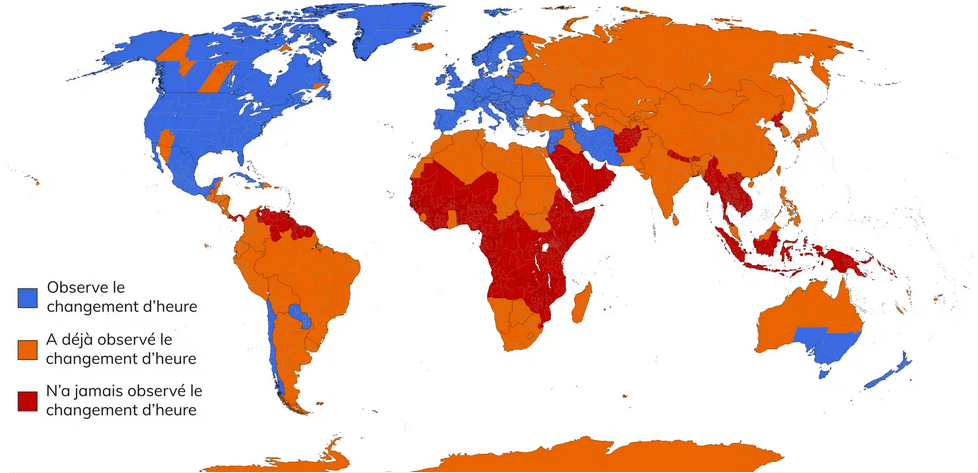 Observe le
changement d'heure
A déjà observé le
changement d'heure
N'a jamais observé le
changement d'heure